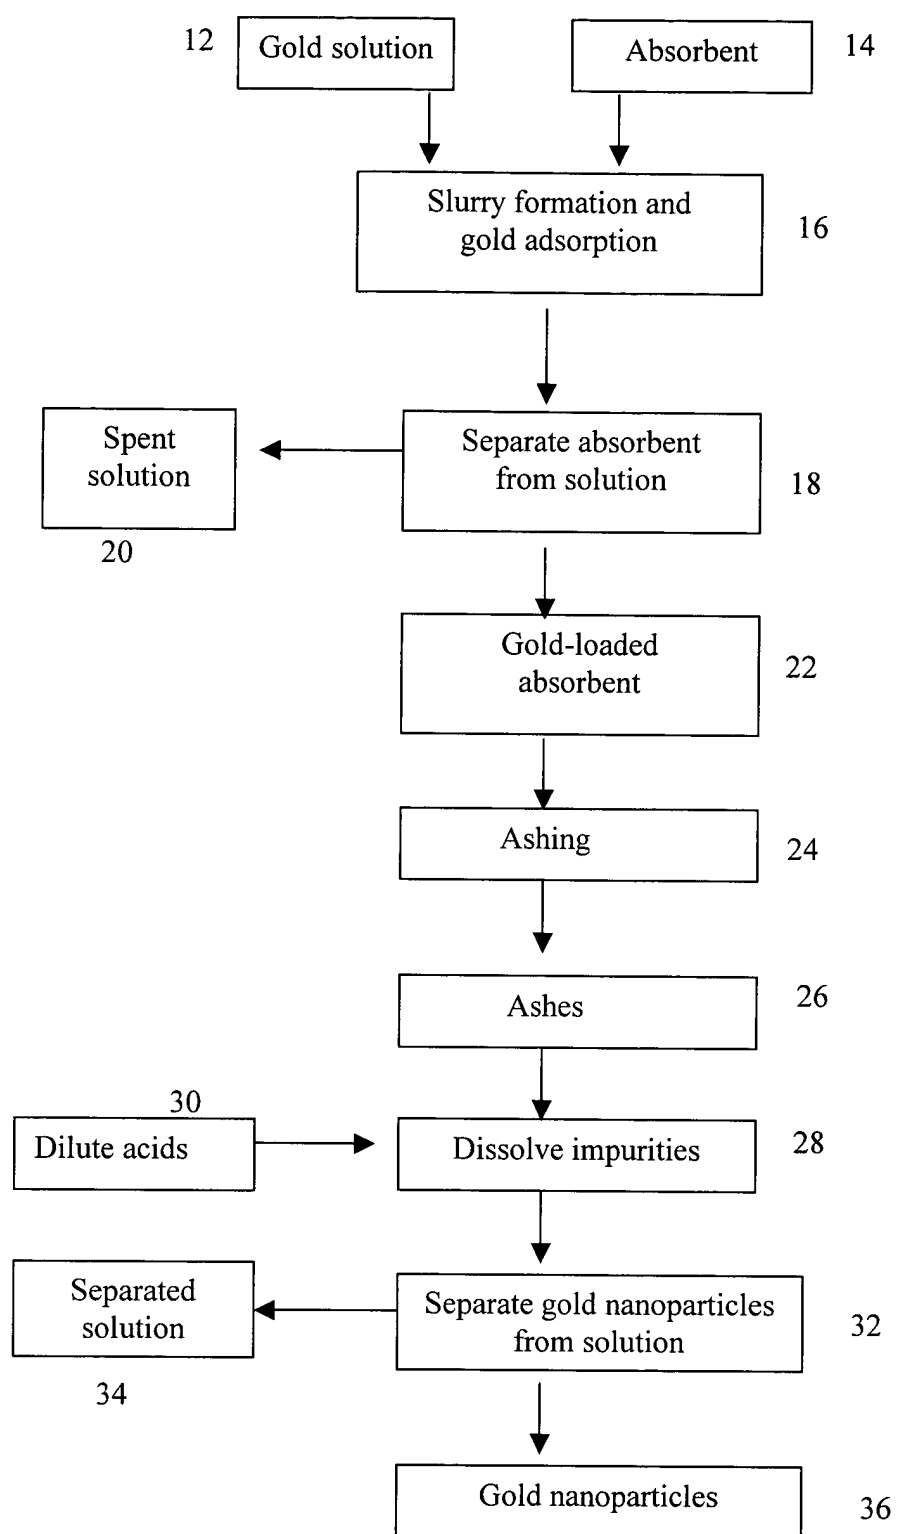 12
Gold solution
Absorbent
14
Slurry formation and
gold adsorption
16
Spent
solution
20
Separate absorbent
from solution
18
Gold-loaded
absorbent
22
Ashing
24
Ashes
26
30
Dilute acids
Dissolve impurities
28
Separated
solution
34
Separate gold nanoparticles
from solution
32
Gold nanoparticles
36